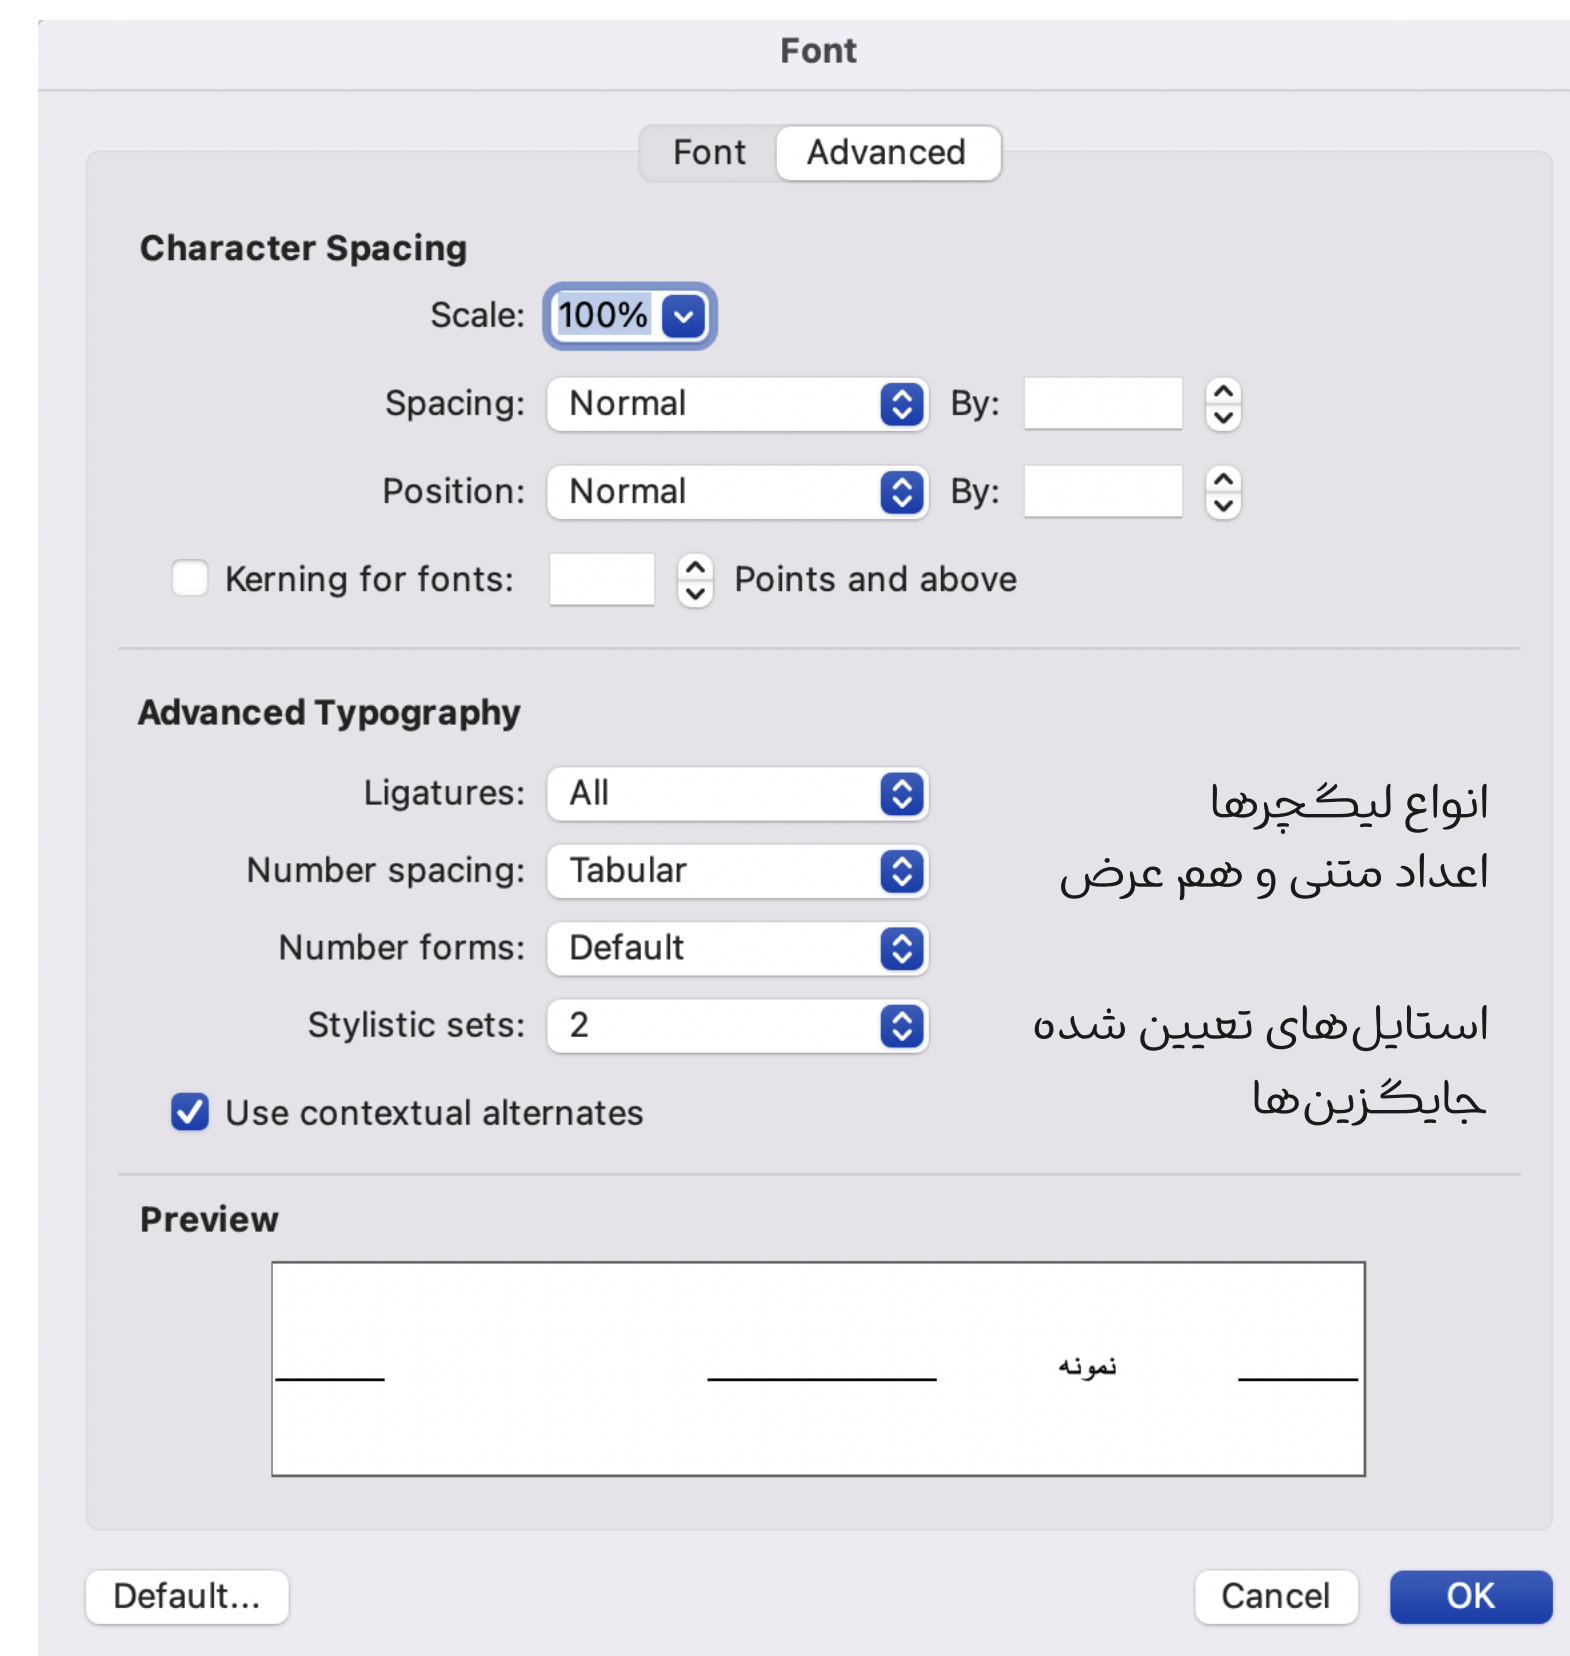 Font
Font Advanced
Character Spacing
Scale: 100%
Spacing: Normal By:
Position: Normal By:
Kerning for fonts: Points and above
Advanced Typography
Ligatures: All انواع لیگچرها
Number spacing: Tabular اعداد متنی و هم عرض
Number forms: Default
Stylistic sets: 2 استایل‌های تعیین شده
Use contextual alternates جایگزین‌ها
Preview
نمونه
Default... Cancel OK